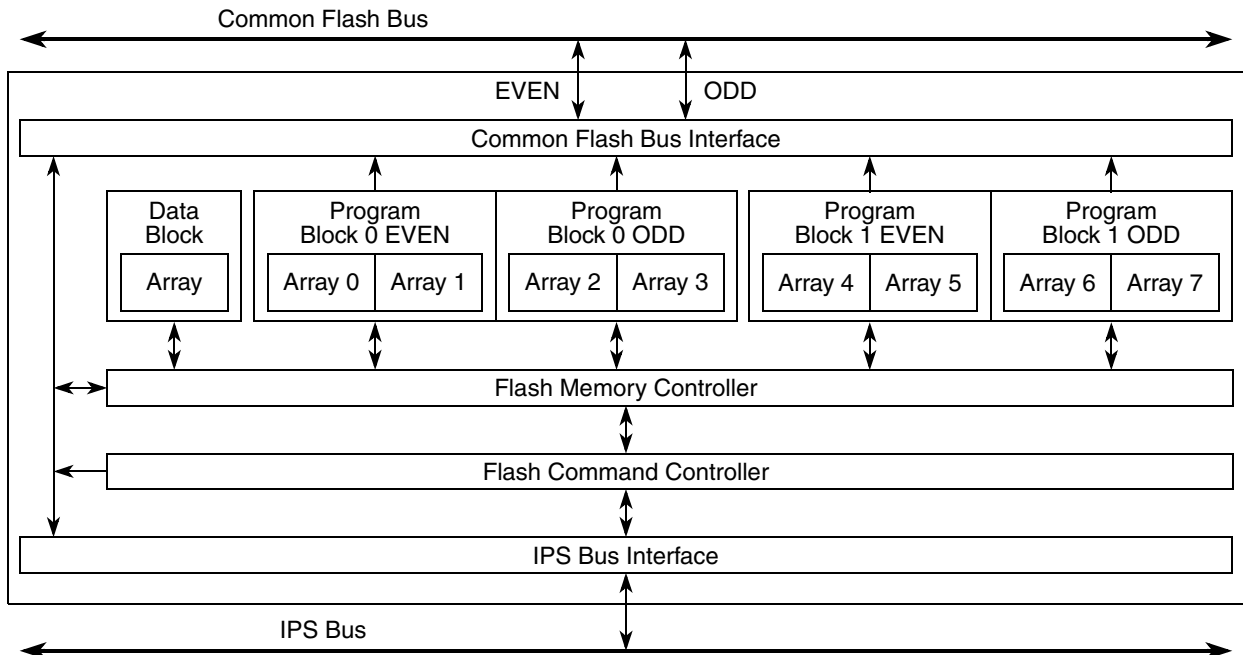 Common Flash Bus
EVEN
ODD
Common Flash Bus Interface
Data
Block
Array
Program
Block 0 EVEN
Array 0
Array 1
Program
Block 0 ODD
Array 2
Array 3
Program
Block 1 EVEN
Array 4
Array 5
Program
Block 1 ODD
Array 6
Array 7
Flash Memory Controller
Flash Command Controller
IPS Bus Interface
IPS Bus